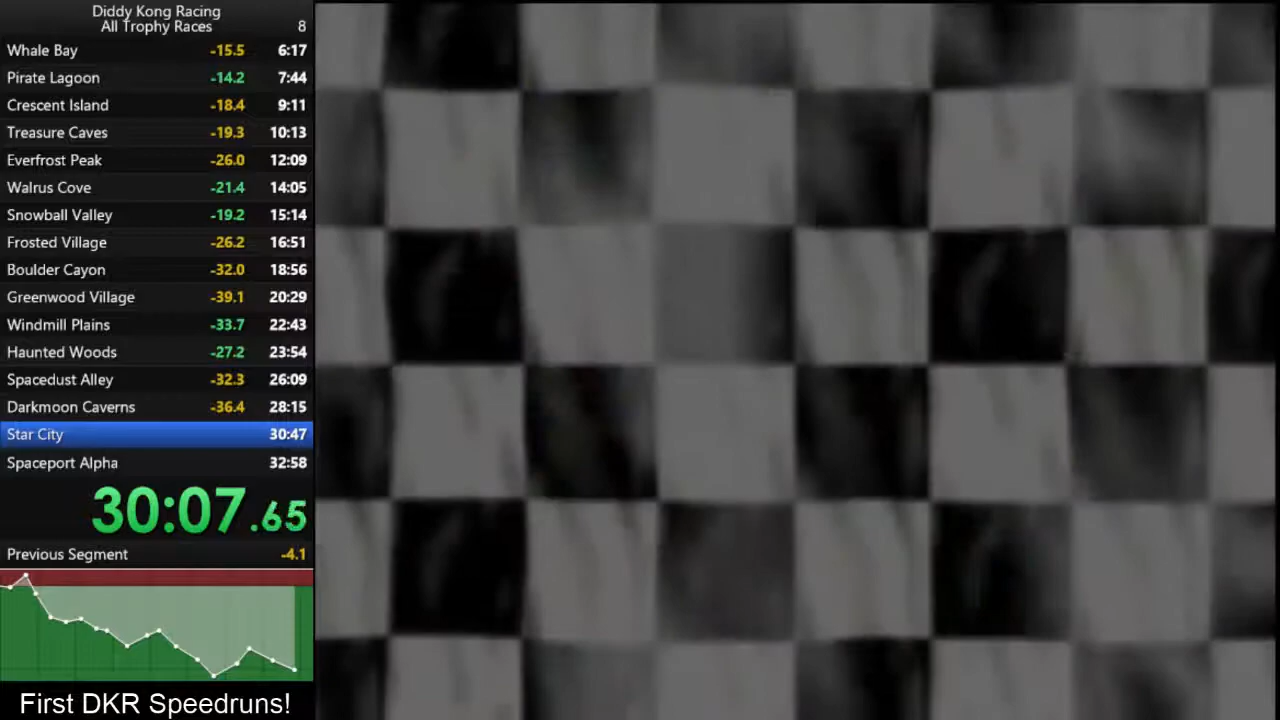 Diddy Kong Racing
All Trophy Races 8
Whale Bay -15.5 6:17
Pirate Lagoon -14.2 7:44
Crescent Island -18.4 9:11
Treasure Caves -19.3 10:13
Everfrost Peak -26.0 12:09
Walrus Cove -21.4 14:05
Snowball Valley -19.2 15:14
Frosted Village -26.2 16:51
Boulder Cayon -32.0 18:56
Greenwood Village -39.1 20:29
Windmill Plains -33.7 22:43
Haunted Woods -27.2 23:54
Spacedust Alley -32.3 26:09
Darkmoon Caverns -36.4 28:15
Star City 30:47
Spaceport Alpha 32:58
30:07.65
Previous Segment -4.1
First DKR Speedruns!